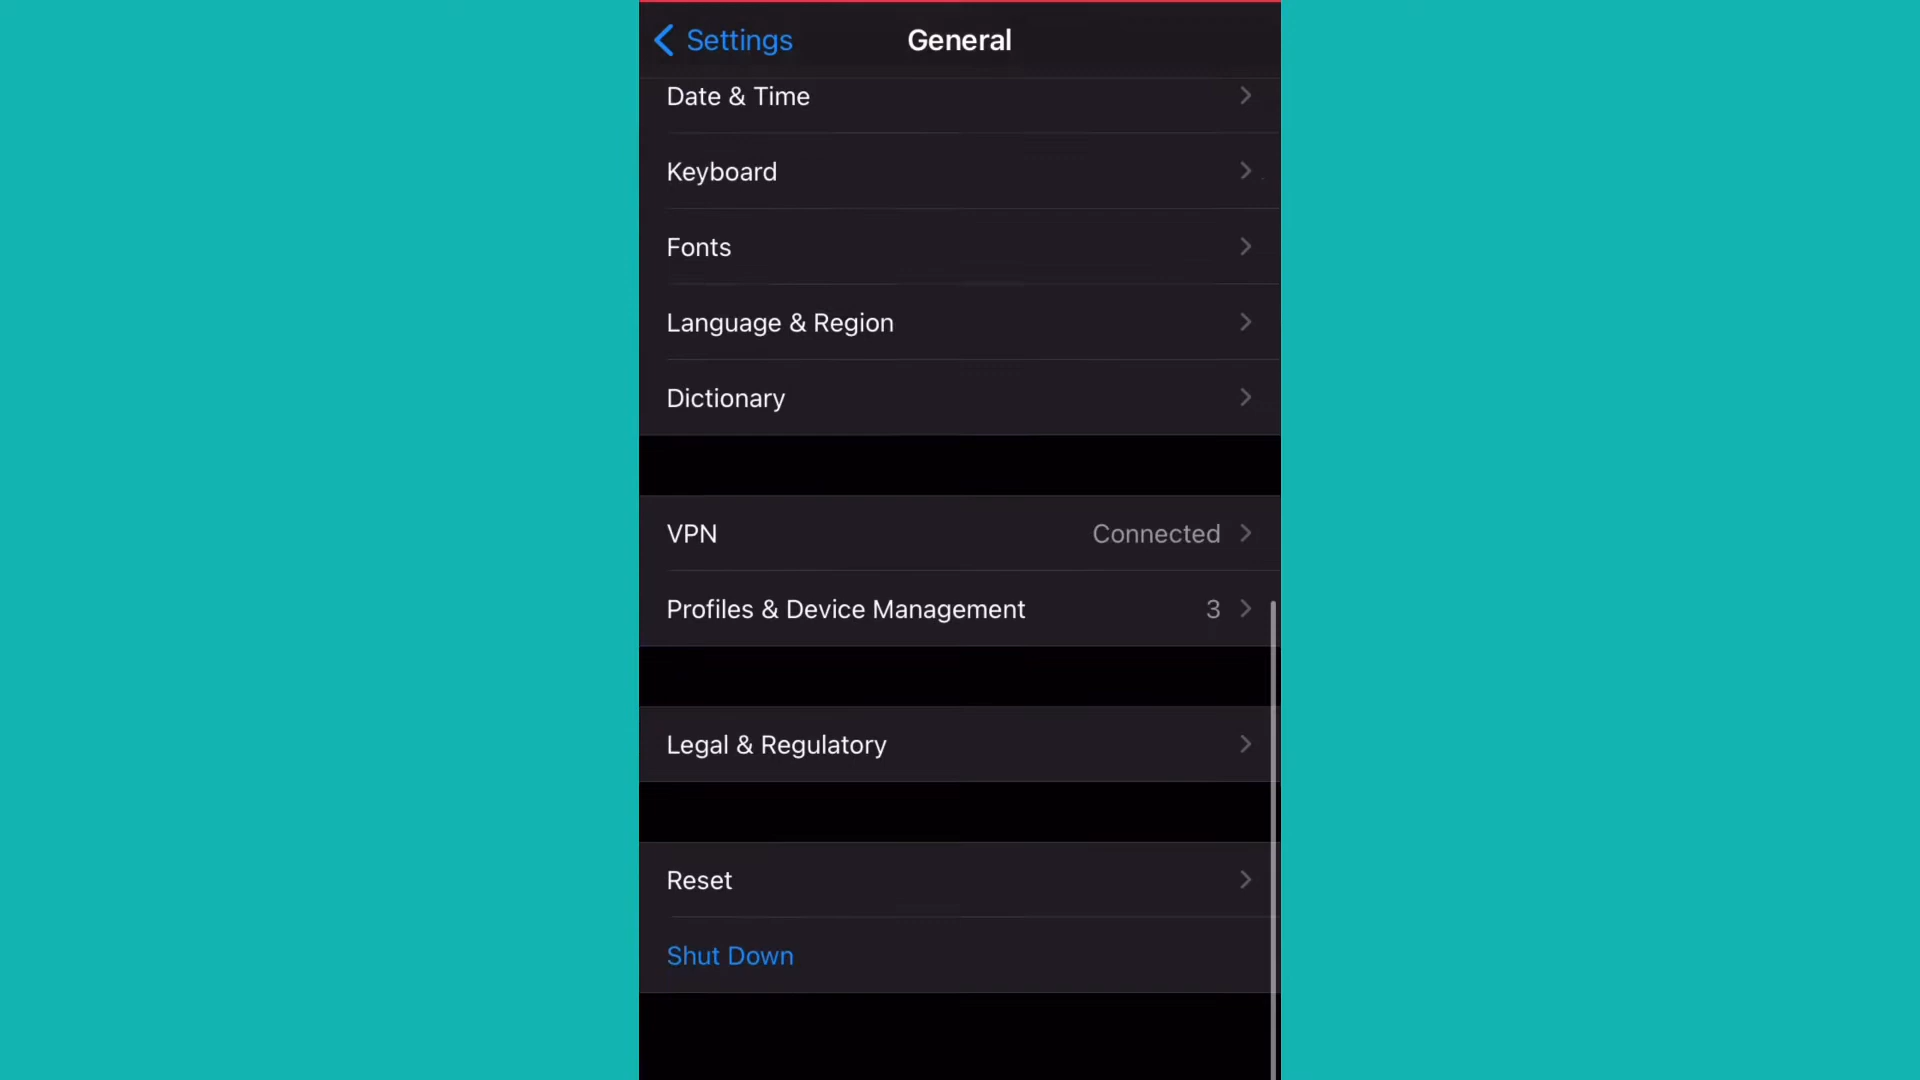 Settings
General
Date & Time
Keyboard
Fonts
Language & Region
Dictionary
VPN Connected
Profiles & Device Management 3
Legal & Regulatory
Reset
Shut Down